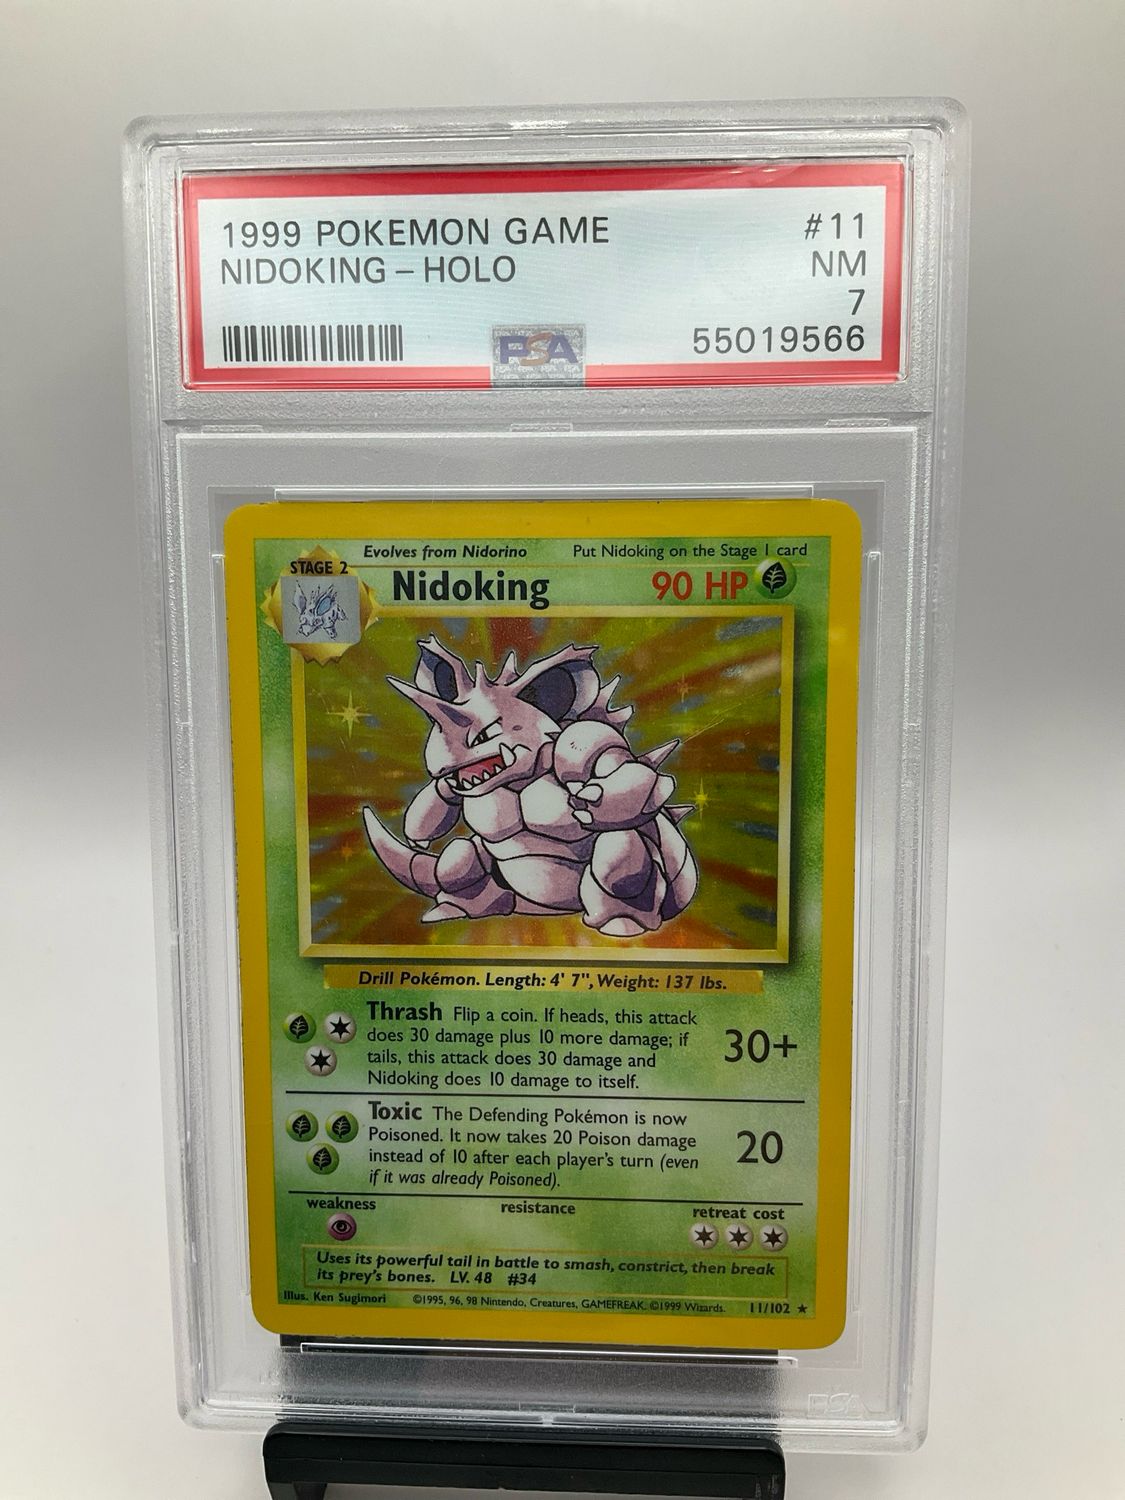 1999 POKEMON GAME #11
NIDOKING – HOLO NM
7
PSA 55019566
Evolves from Nidorino Put Nidoking on the Stage 1 card
STAGE 2
Nidoking 90 HP
Drill Pokémon. Length: 4' 7", Weight: 137 lbs.
Thrash Flip a coin. If heads, this attack
does 30 damage plus 10 more damage; if
tails, this attack does 30 damage and
Nidoking does 10 damage to itself.
30+
Toxic The Defending Pokémon is now
Poisoned. It now takes 20 Poison damage
instead of 10 after each player's turn (even
if it was already Poisoned).
20
weakness resistance retreat cost
Uses its powerful tail in battle to smash, constrict, then break
its prey's bones. LV. 48 #34
Illus. Ken Sugimori ©1995, 96, 98 Nintendo, Creatures, GAMEFREAK. ©1999 Wizards. 11/102 ★
PSA